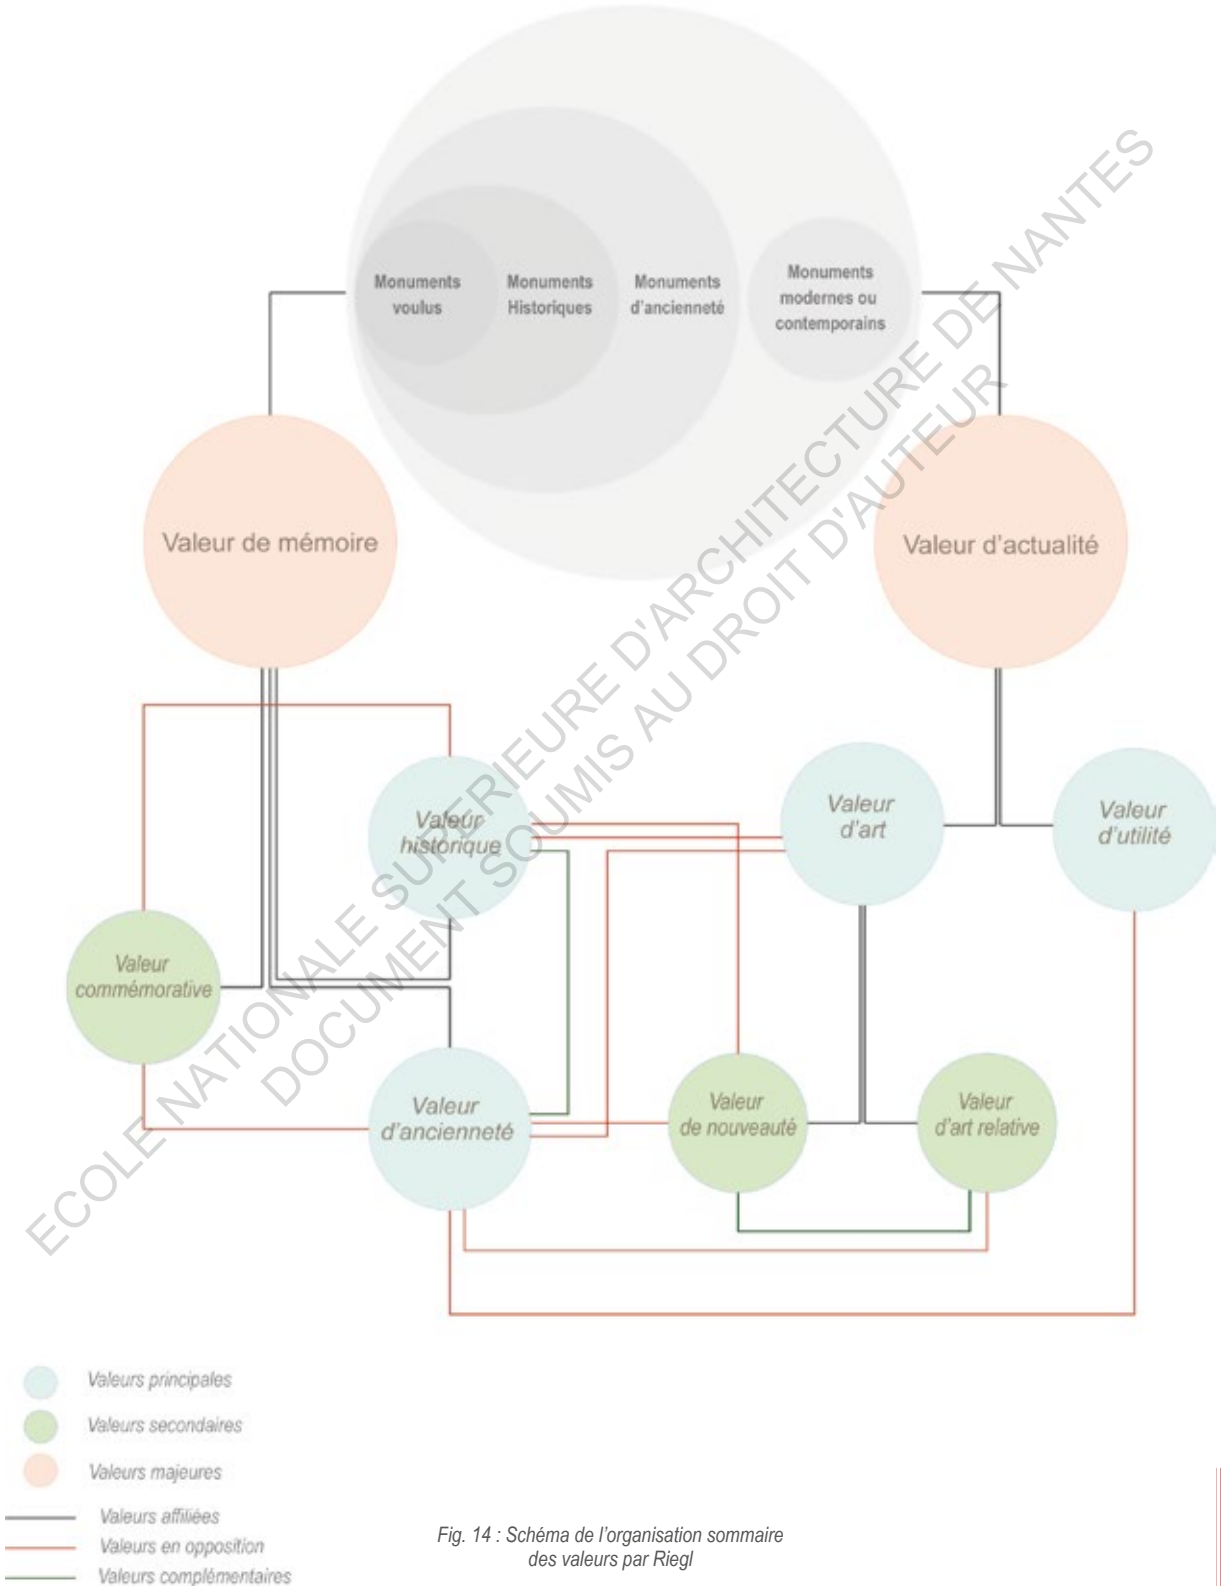 Monuments
voulus
Monuments
Historiques
Monuments
d'ancienneté
Monuments
modernes ou
contemporains
Valeur de mémoire
Valeur d'actualité
Valeur
historique
Valeur
d'art
Valeur
d'utilité
Valeur
commémorative
Valeur
d'ancienneté
Valeur
de nouveauté
Valeur
d'art relative
ECOLE NATIONALE SUPERIEURE D'ARCHITECTURE DE NANTES
DOCUMENT SOUMIS AU DROIT D'AUTEUR
Valeurs principales
Valeurs secondaires
Valeurs majeures
Valeurs affiliées
Valeurs en opposition
Valeurs complémentaires
Fig. 14 : Schéma de l'organisation sommaire
des valeurs par Riegl